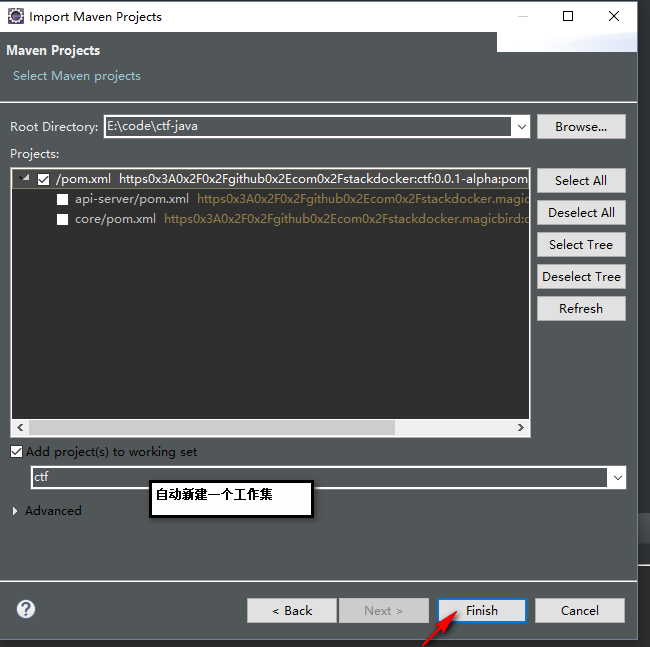 Import Maven Projects
Maven Projects
Select Maven projects
Root Directory: E:\code\ctf-java Browse...
Projects:
/pom.xml https0x3A0x2F0x2Fgithub0x2Ecom0x2Fstackdocker:ctf:0.0.1-alpha:pom
api-server/pom.xml https0x3A0x2F0x2Fgithub0x2Ecom0x2Fstackdocker.magic
core/pom.xml https0x3A0x2F0x2Fgithub0x2Ecom0x2Fstackdocker.magicbird:c
Select All
Deselect All
Select Tree
Deselect Tree
Refresh
Add project(s) to working set
ctf
自动新建一个工作集
Advanced
? < Back Next > Finish Cancel